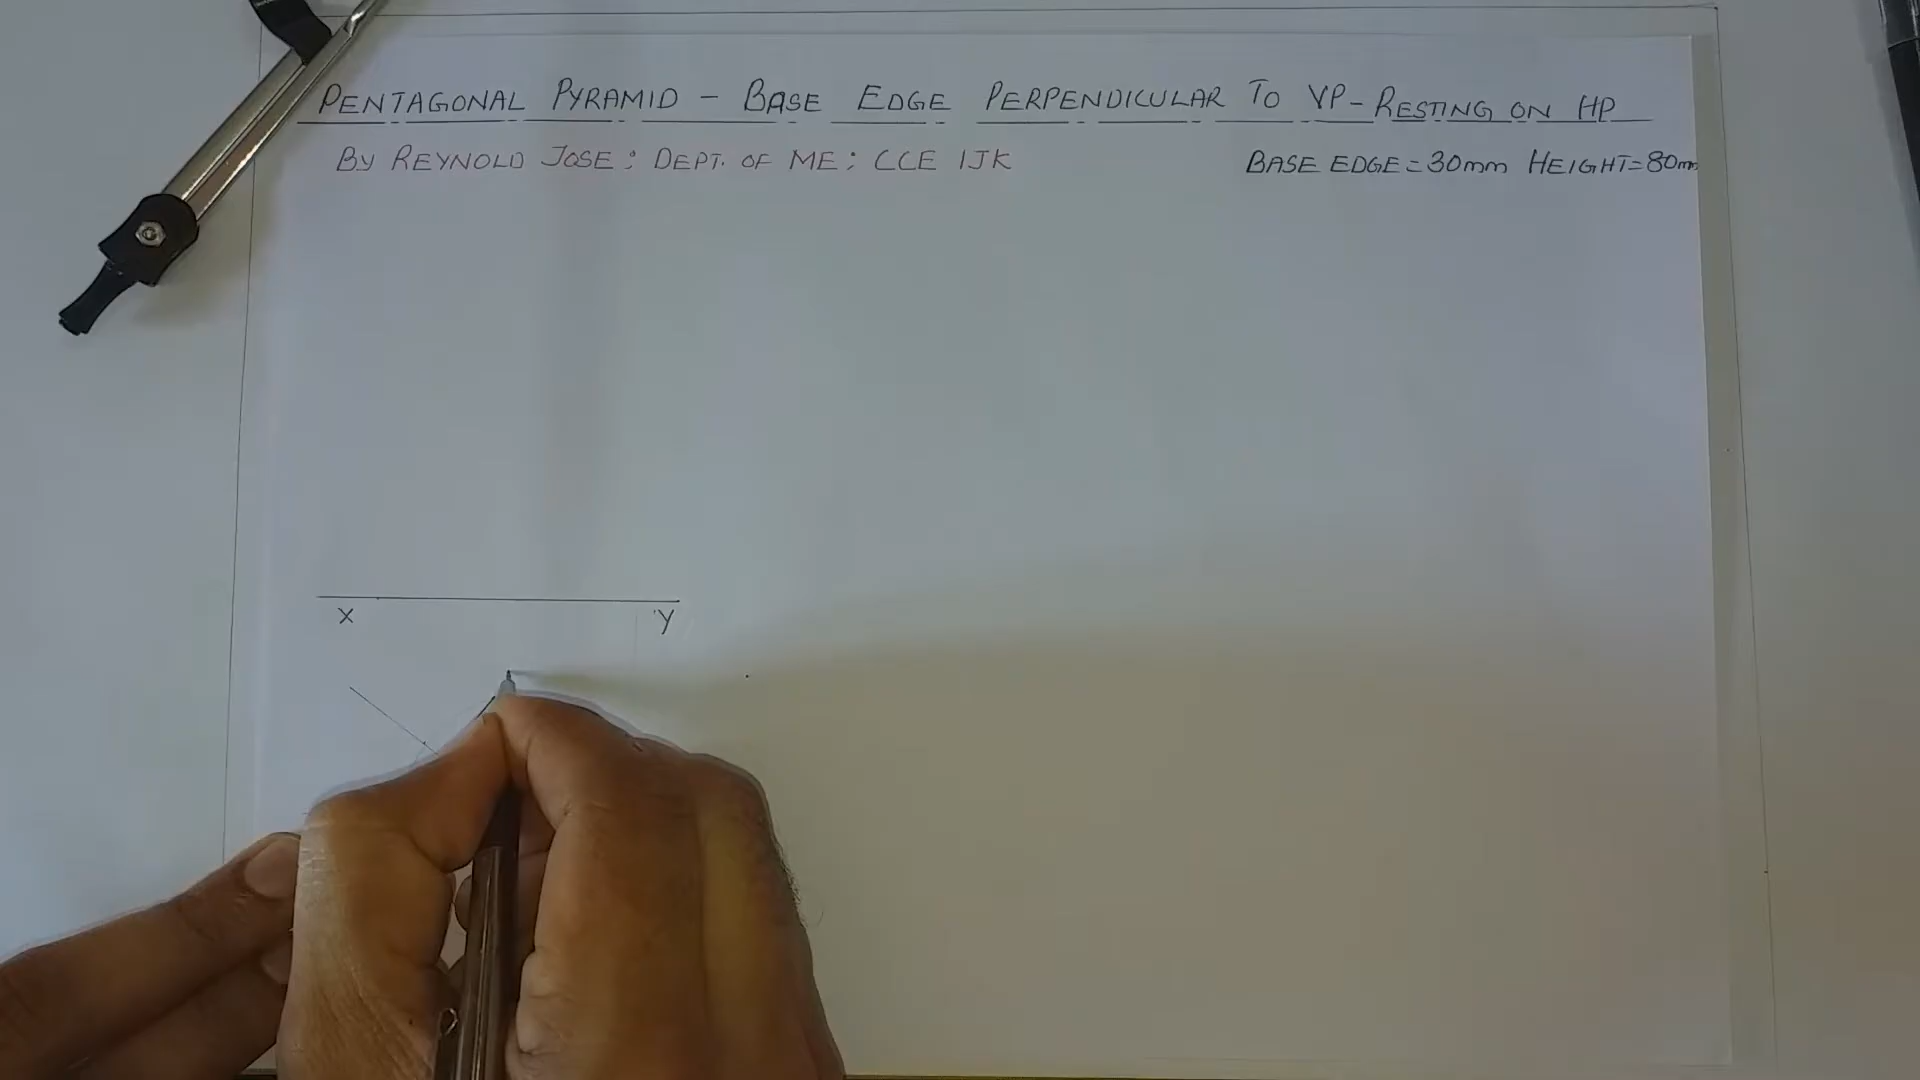 PENTAGONAL PYRAMID - BASE EDGE PERPENDICULAR TO VP - RESTING ON HP
BY REYNOLD JOSE; DEPT. OF ME; CCE IJK
BASE EDGE = 30mm HEIGHT = 80mm
X Y